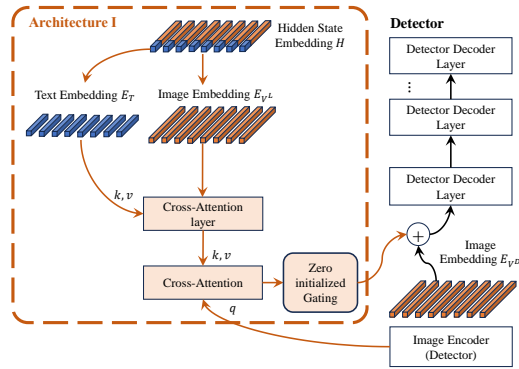 Architecture I
Hidden State
Embedding H
Text Embedding E_T
Image Embedding E_{V^L}
k, v
Cross-Attention
layer
k, v
Cross-Attention
q
Zero
initialized
Gating
Detector
Detector Decoder
Layer
...
Detector Decoder
Layer
Detector Decoder
Layer
+
Image
Embedding E_{V^D}
Image Encoder
(Detector)